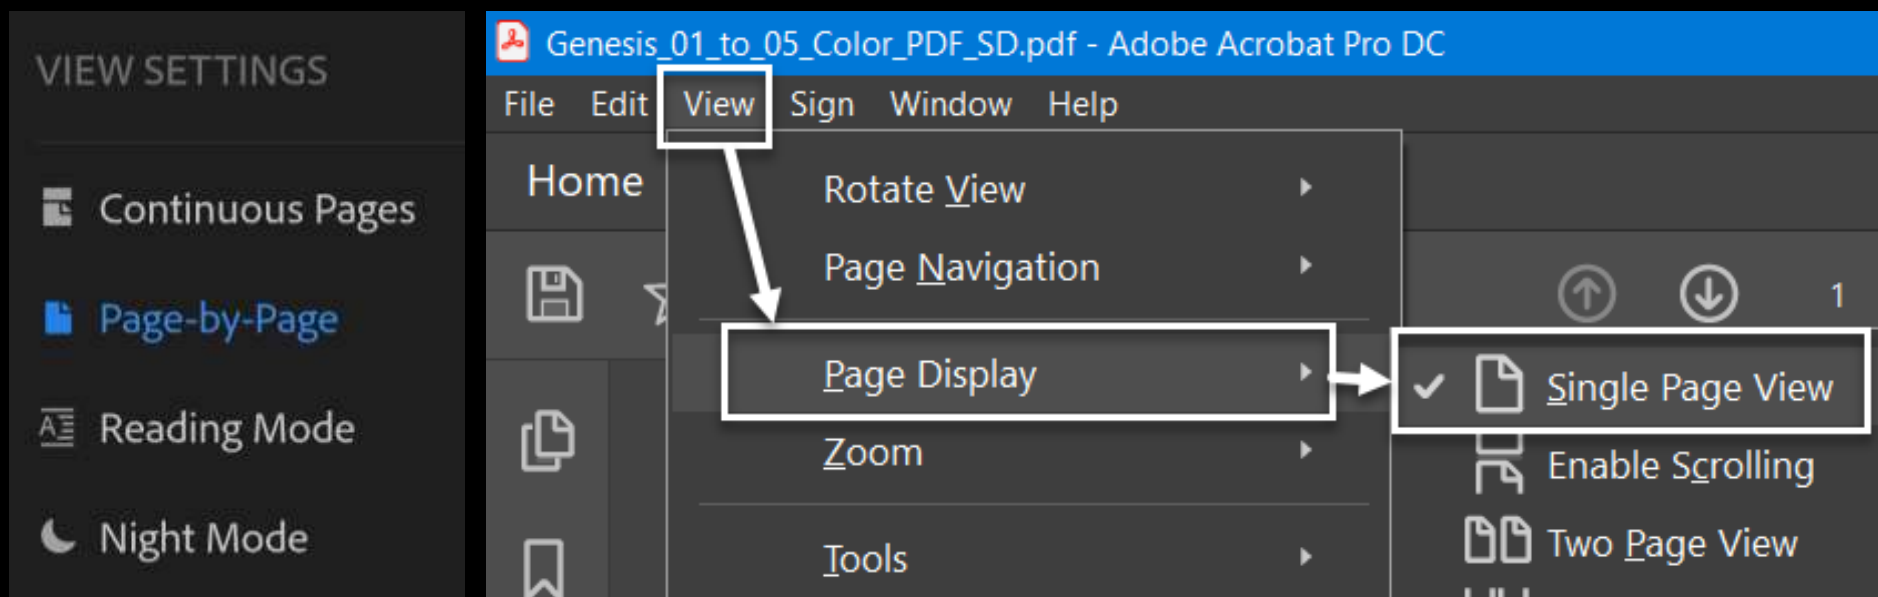 VIEW SETTINGS
Continuous Pages
Page-by-Page
Reading Mode
Night Mode
Genesis_01_to_05_Color_PDF_SD.pdf - Adobe Acrobat Pro DC
File Edit View Sign Window Help
Home
Rotate View
Page Navigation
1
Page Display
Single Page View
Zoom
Enable Scrolling
Two Page View
Tools